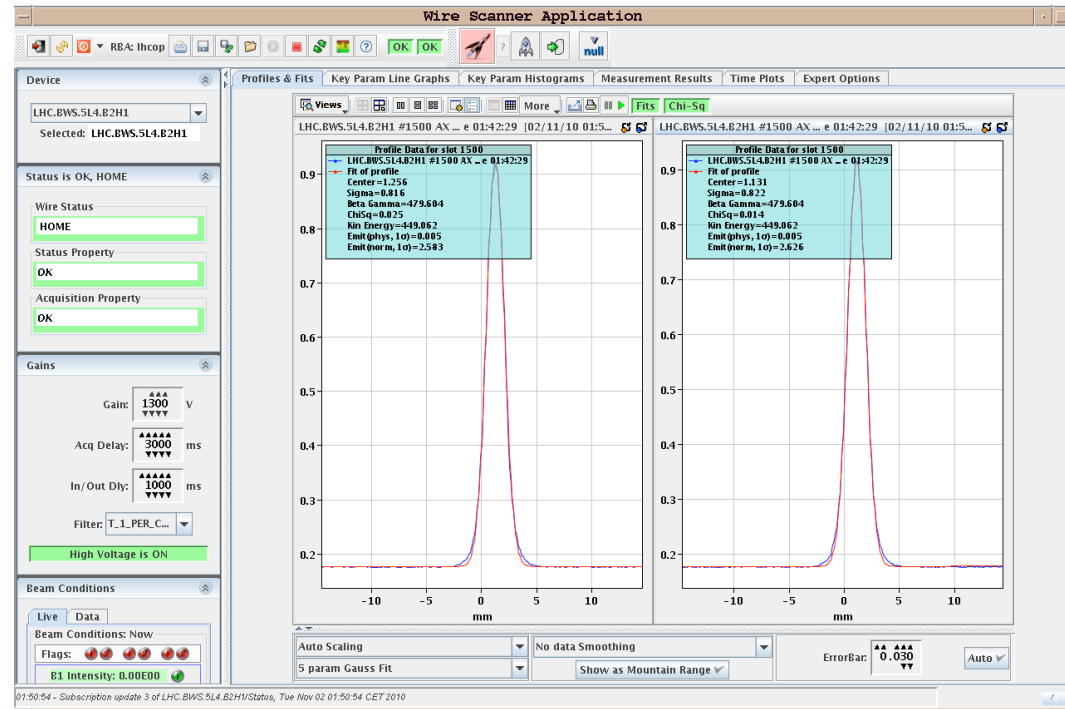 Wire Scanner Application
RBA: lhcop
OK OK
?
null
Device
LHC.BWS.5L4.B2H1
Selected: LHC.BWS.5L4.B2H1
Status is OK, HOME
Wire Status
HOME
Status Property
OK
Acquisition Property
OK
Gains
Gain: 1300 V
Acq Delay: 3000 ms
In/Out Dly: 1000 ms
Filter: T_1_PER_C...
High Voltage is ON
Beam Conditions
Live Data
Beam Conditions: Now
Flags:
B1 Intensity: 0.00E00
Profiles & Fits Key Param Line Graphs Key Param Histograms Measurement Results Time Plots Expert Options
Views More Fits Chi-Sq
LHC.BWS.5L4.B2H1 #1500 AX ... e 01:42:29 [02/11/10 01:5...
Profile Data for slot 1500
LHC.BWS.5L4.B2H1 #1500 AX ... e 01:42:29
Fit of profile
Center=1.256
Sigma=0.816
Beta Gamma=479.604
ChiSq=0.025
Kin Energy=449.062
Emit(phys, 1σ)=0.005
Emit(norm, 1σ)=2.583
0.9
0.8
0.7
0.6
0.5
0.4
0.3
0.2
-10 -5 0 5 10
mm
LHC.BWS.5L4.B2H1 #1500 AX ... e 01:42:29 [02/11/10 01:5...
Profile Data for slot 1500
LHC.BWS.5L4.B2H1 #1500 AX ... e 01:42:29
Fit of profile
Center=1.131
Sigma=0.822
Beta Gamma=479.604
ChiSq=0.014
Kin Energy=449.062
Emit(phys, 1σ)=0.005
Emit(norm, 1σ)=2.626
0.9
0.8
0.7
0.6
0.5
0.4
0.3
0.2
-10 -5 0 5 10
mm
Auto Scaling
No data Smoothing
5 param Gauss Fit
Show as Mountain Range
ErrorBar: 0.030
Auto
01:50:54 - Subscription update 3 of LHC.BWS.5L4.B2H1/Status, Tue Nov 02 01:50:54 CET 2010